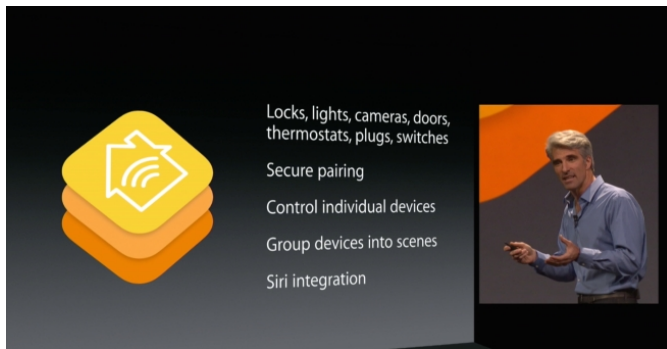 Locks, lights, cameras, doors,
thermostats, plugs, switches
Secure pairing
Control individual devices
Group devices into scenes
Siri integration